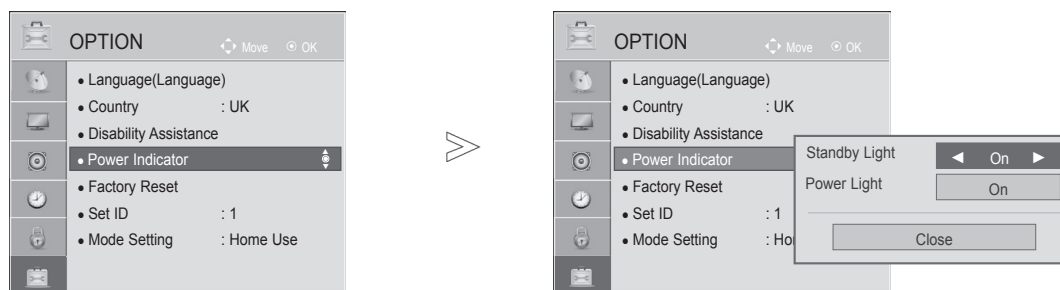 OPTION
Move OK
• Language(Language)
• Country : UK
• Disability Assistance
• Power Indicator
• Factory Reset
• Set ID : 1
• Mode Setting : Home Use
OPTION
Move OK
• Language(Language)
• Country : UK
• Disability Assistance
• Power Indicator
• Factory Reset
• Set ID : 1
• Mode Setting : Ho
Standby Light ◄ On ►
Power Light On
Close